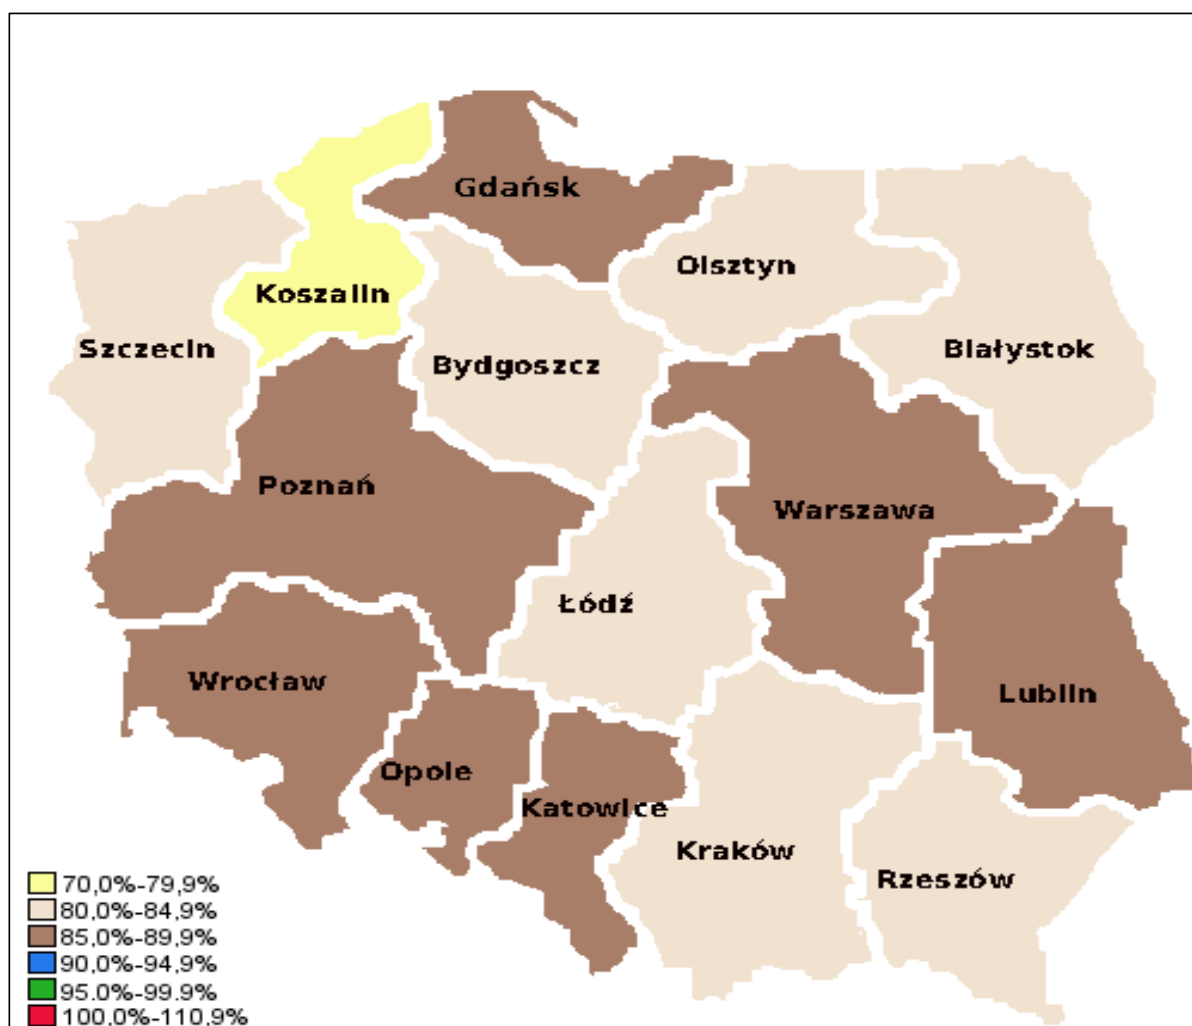 Gdańsk
Olsztyn
Koszalin
Szczecin
Bydgoszcz
Białystok
Poznań
Warszawa
Łódź
Wrocław
Lublin
Opole
Katowice
Kraków
Rzeszów
70,0%-79,9%
80,0%-84,9%
85,0%-89,9%
90,0%-94,9%
95.0%-99.9%
100,0%-110,9%